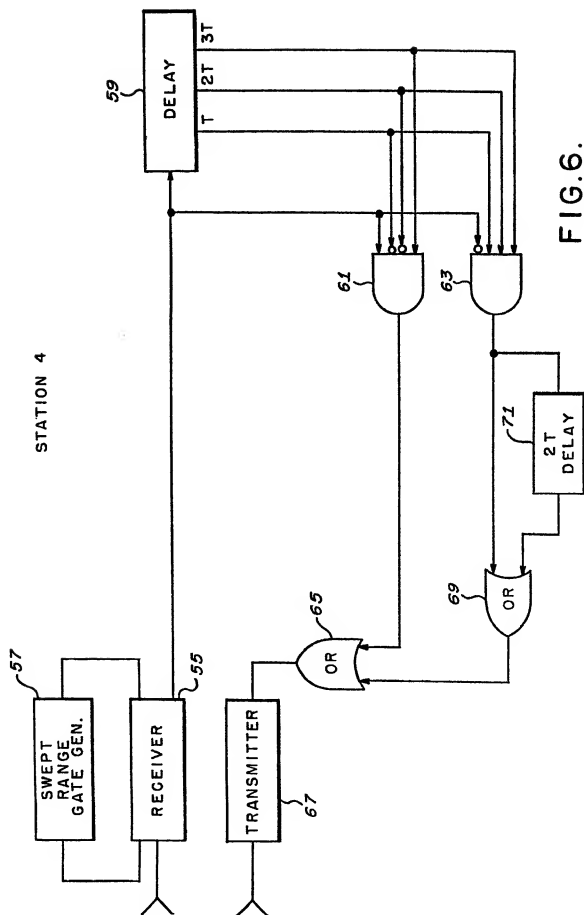 STATION 4
57
SWEPT
RANGE
GATE GEN.
55
RECEIVER
TRANSMITTER
67
59
DELAY
T
2T
3T
61
63
65
OR
69
OR
71
2T
DELAY
FIG.6.